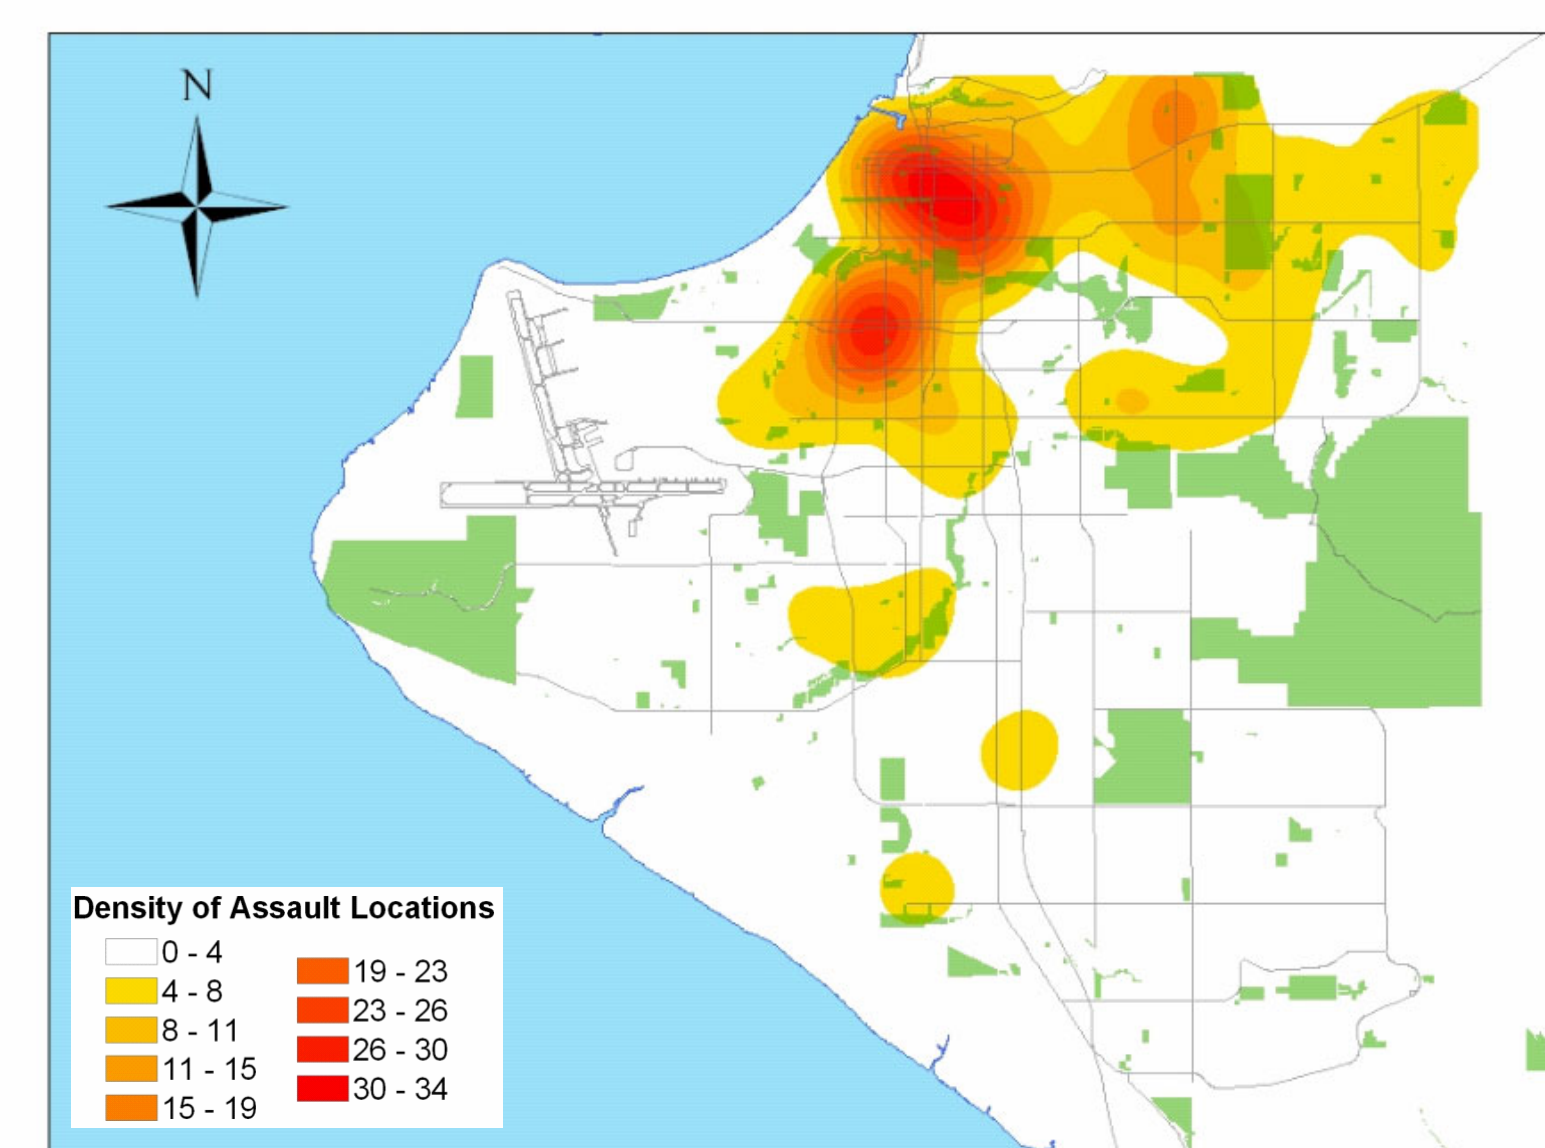 N
Density of Assault Locations
0 - 4
4 - 8
8 - 11
11 - 15
15 - 19
19 - 23
23 - 26
26 - 30
30 - 34